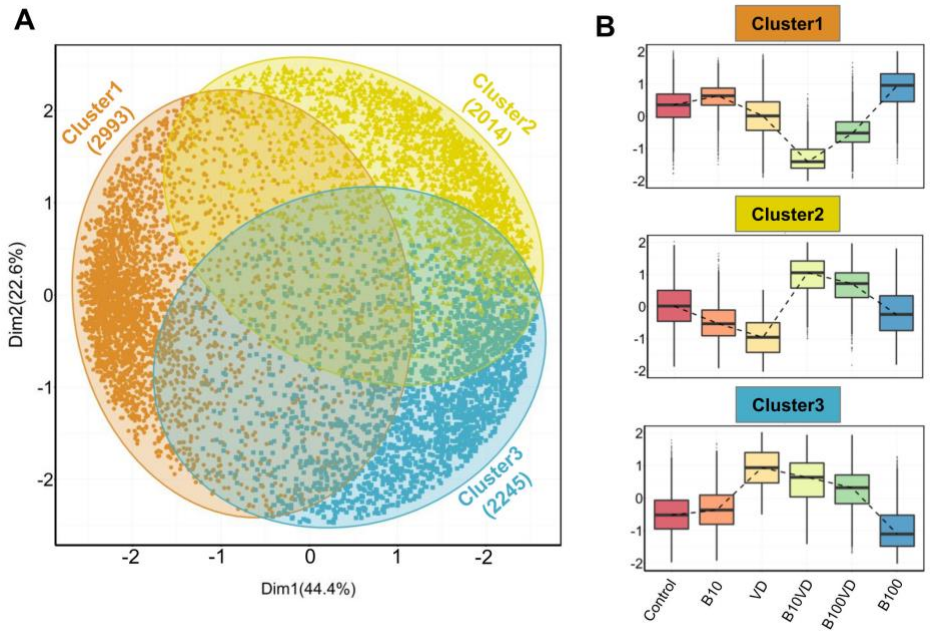 A
Cluster1
(2993)
Cluster2
(2014)
Cluster3
(2245)
2
1
0
-1
-2
-2
-1
0
1
-2
Dim2(22.6%)
Dim1(44.4%)
B
Cluster1
2
1
0
-1
-2
Cluster2
2
1
0
-1
-2
Cluster3
2
1
0
-1
-2
Control
B10
VD
B10VD
B100VD
B100